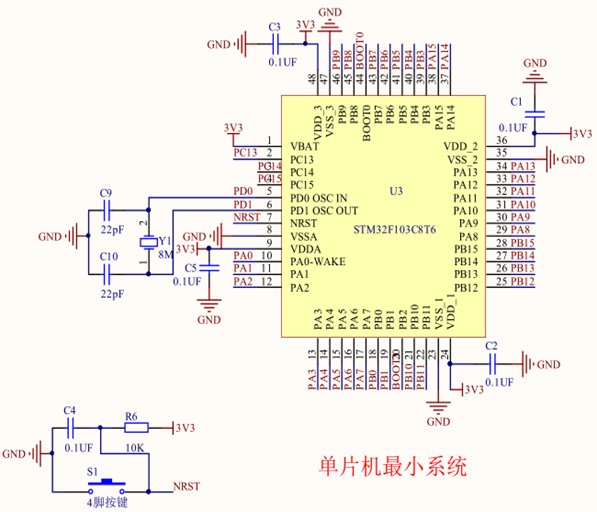 C3
3V3
GND
GND
0.1UF
PB9
PB8
BOOT0
PB7
PB6
PB5
PB4
PB3
PA15
PA14
48
47
46
45
44
43
42
41
40
39
38
37
VDD_3
VSS_3
PB9
PB8
BOOT0
PB7
PB6
PB5
PB4
PB3
PA15
PA14
GND
C1
0.1UF
3V3
3V3
1 VBAT
PC13 2 PC13
PC14 3 PC14
PC15 4 PC15
PD0 5 PD0 OSC IN
PD1 6 PD1 OSC OUT
NRST 7 NRST
GND 8 VSSA
3V3 9 VDDA
PA0 10 PA0-WAKE
PA1 11 PA1
PA2 12 PA2
U3
STM32F103C8T6
VDD_2 36
VSS_2 35 GND
PA13 34 PA13
PA12 33 PA12
PA11 32 PA11
PA10 31 PA10
PA9 30 PA9
PA8 29 PA8
PB15 28 PB15
PB14 27 PB14
PB13 26 PB13
PB12 25 PB12
C9
22pF
GND
2
Y1
8M
1
C10
22pF
C5
0.1UF
GND
PA3
PA4
PA5
PA6
PA7
PB0
PB1
PB2
PB10
PB11
VSS_1
VDD_1
13
14
15
16
17
18
19
20
21
22
23
24
PA3
PA4
PA5
PA6
PA7
PB0
PB1
BOOT
PB10
PB11
C2
GND
0.1UF
3V3
GND
C4
R6
3V3
0.1UF
10K
GND
S1
NRST
4脚按键
单片机最小系统